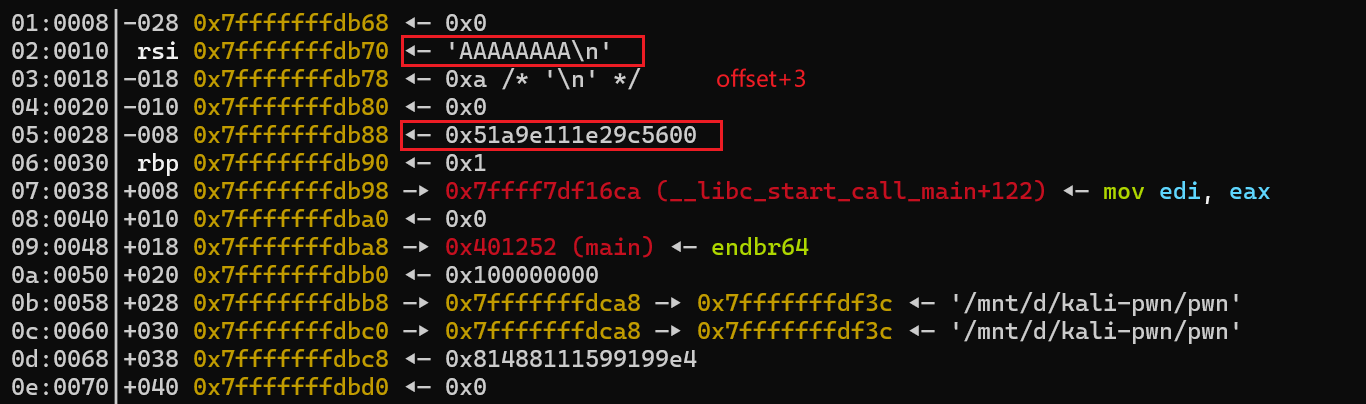 01:0008│-028 0x7fffffffdb68 ◂— 0x0
02:0010│ rsi 0x7fffffffdb70 ◂— 'AAAAAAAA\n'
03:0018│-018 0x7fffffffdb78 ◂— 0xa /* '\n' */ offset+3
04:0020│-010 0x7fffffffdb80 ◂— 0x0
05:0028│-008 0x7fffffffdb88 ◂— 0x51a9e111e29c5600
06:0030│ rbp 0x7fffffffdb90 ◂— 0x1
07:0038│+008 0x7fffffffdb98 —▸ 0x7ffff7df16ca (__libc_start_call_main+122) ◂— mov edi, eax
08:0040│+010 0x7fffffffdba0 ◂— 0x0
09:0048│+018 0x7fffffffdba8 —▸ 0x401252 (main) ◂— endbr64
0a:0050│+020 0x7fffffffdbb0 ◂— 0x100000000
0b:0058│+028 0x7fffffffdbb8 —▸ 0x7fffffffdca8 —▸ 0x7fffffffdf3c ◂— '/mnt/d/kali-pwn/pwn'
0c:0060│+030 0x7fffffffdbc0 —▸ 0x7fffffffdca8 —▸ 0x7fffffffdf3c ◂— '/mnt/d/kali-pwn/pwn'
0d:0068│+038 0x7fffffffdbc8 ◂— 0x81488111599199e4
0e:0070│+040 0x7fffffffdbd0 ◂— 0x0